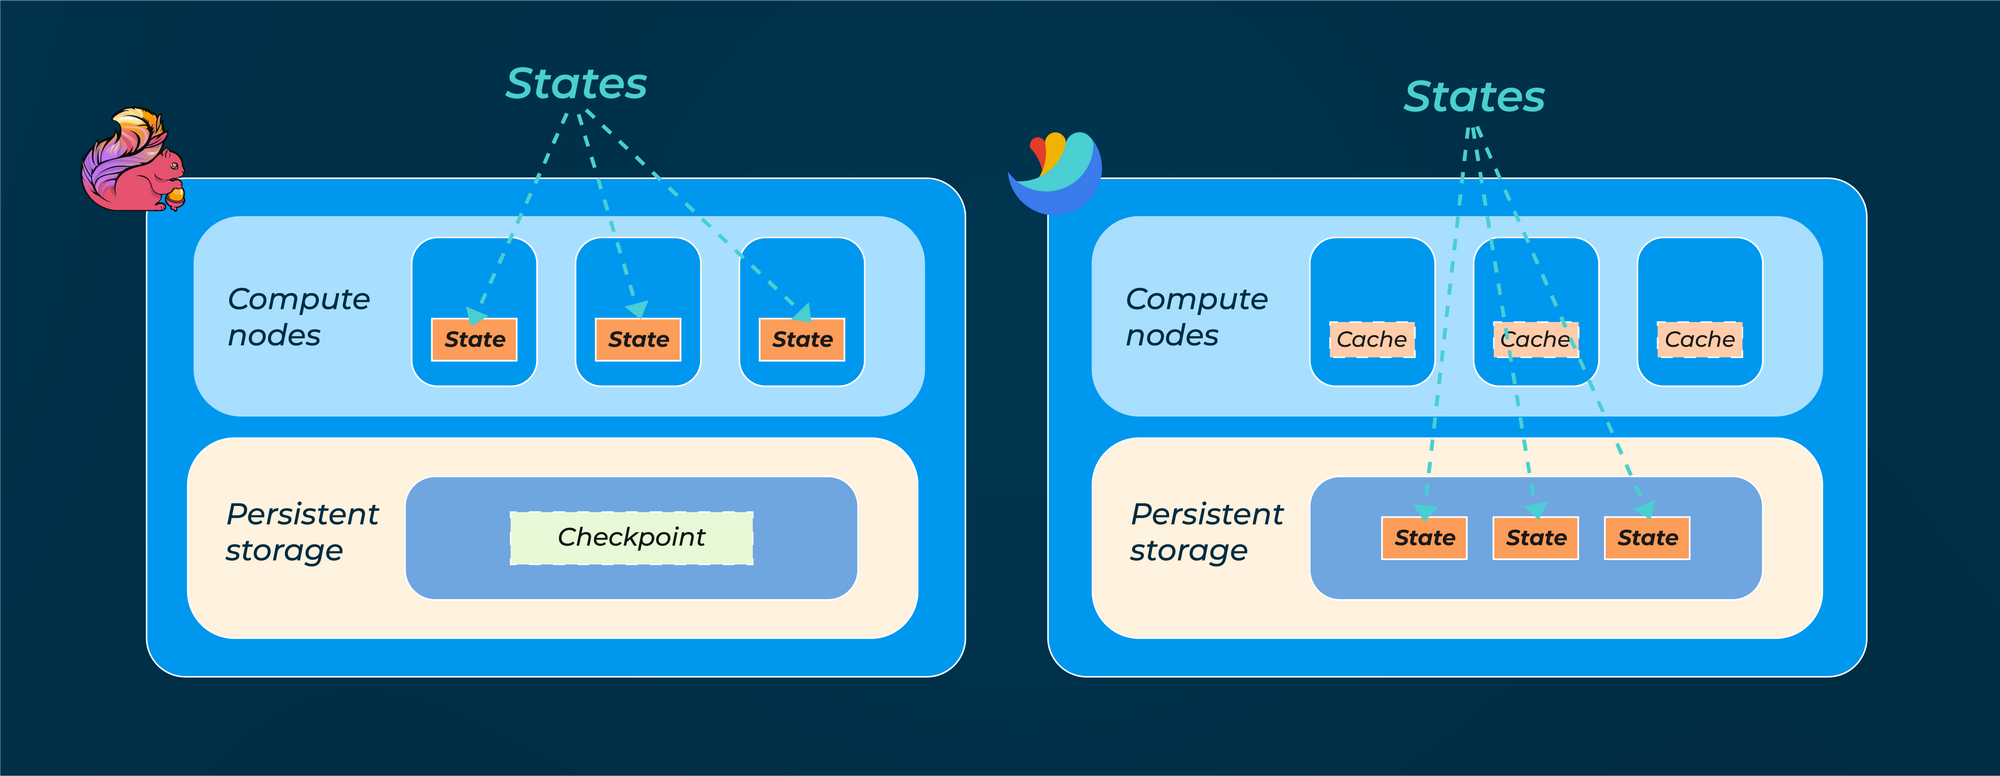 States
Compute
nodes
State
State
State
Persistent
storage
Checkpoint
States
Compute
nodes
Cache
Cache
Cache
Persistent
storage
State
State
State